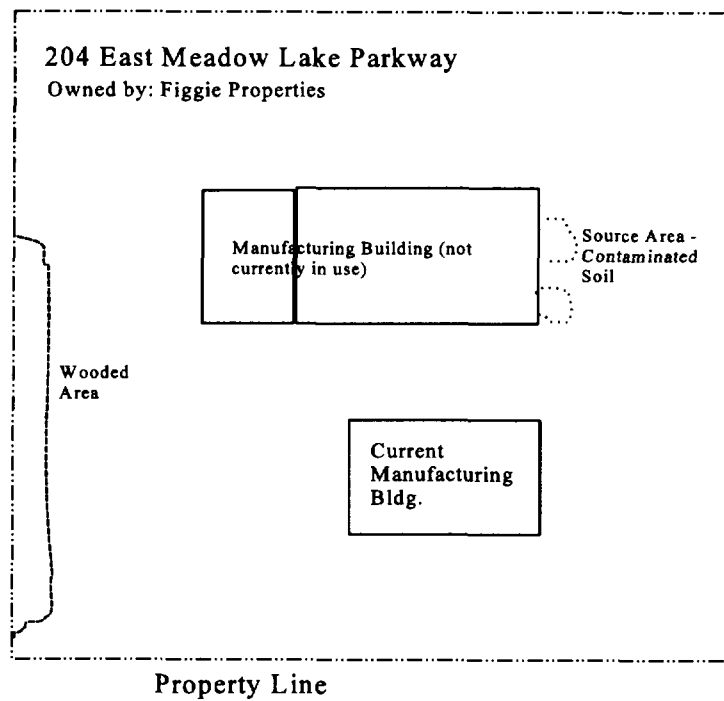 204 East Meadow Lake Parkway
Owned by: Figgie Properties
Manufacturing Building (not
currently in use)
Source Area -
Contaminated
Soil
Wooded
Area
Current
Manufacturing
Bldg.
Property Line